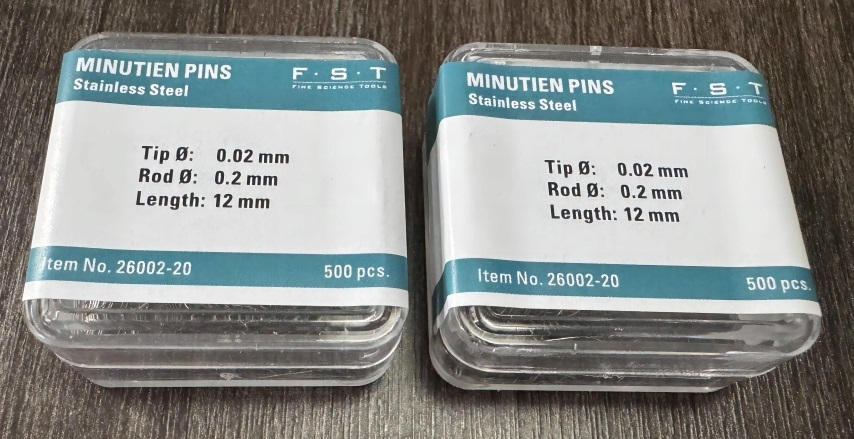 MINUTIEN PINS
Stainless Steel
F·S·T
FINE SCIENCE TOOLS
Tip Ø: 0.02 mm
Rod Ø: 0.2 mm
Length: 12 mm
Item No. 26002-20
500 pcs.
MINUTIEN PINS
Stainless Steel
F·S·T
FINE SCIENCE TOOLS
Tip Ø: 0.02 mm
Rod Ø: 0.2 mm
Length: 12 mm
Item No. 26002-20
500 pcs.